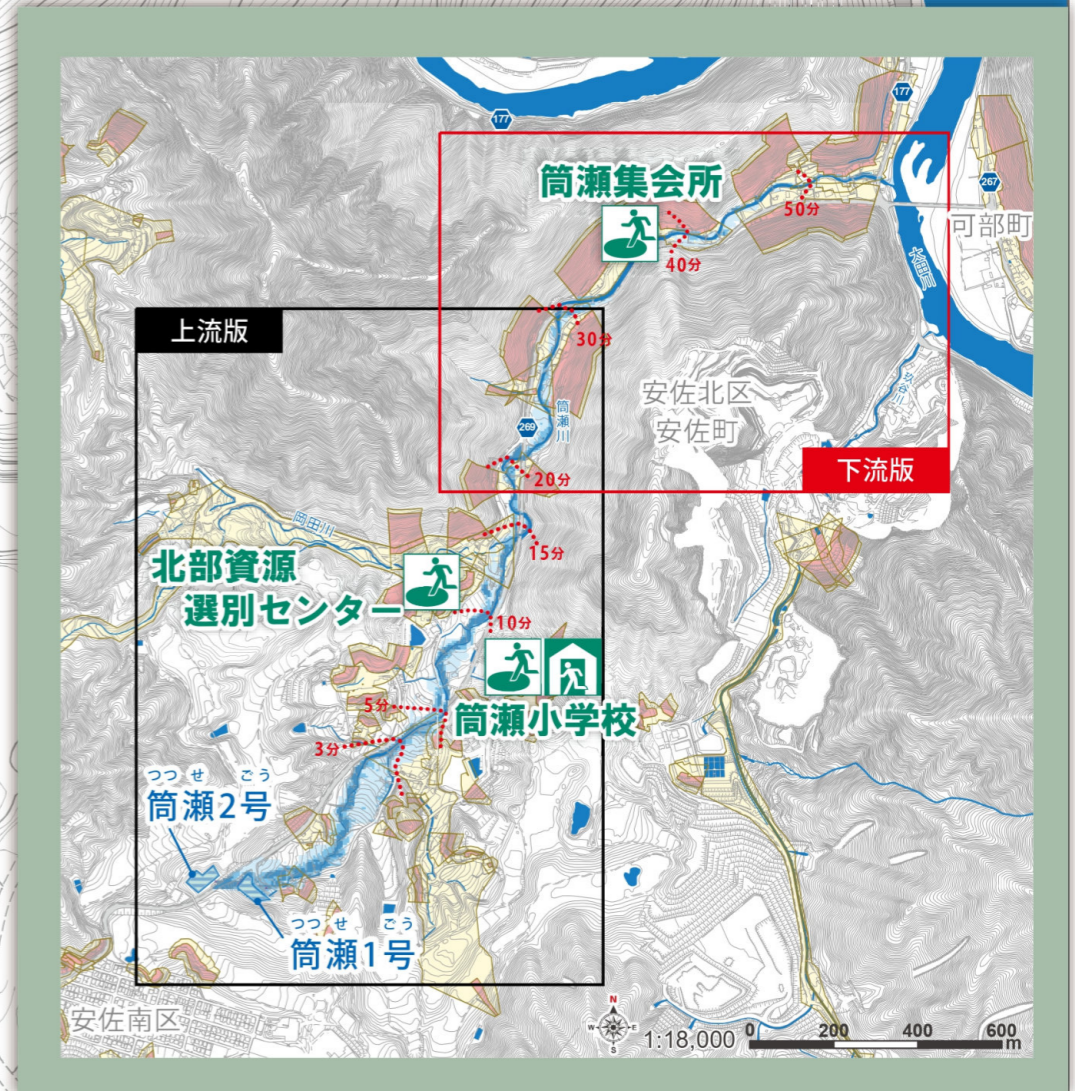 177
177
筒瀬集会所
50分
267
可部町
太田川
40分
上流版
30分
安佐北区
安佐町
玖谷川
筒瀬川
269
下流版
20分
岡田川
15分
北部資源
選別センター
10分
5分
筒瀬小学校
3分
つつ せ ごう
筒瀬2号
つつ せ ごう
筒瀬1号
安佐南区
N
W
E
S
1:18,000
0 200 400 600
m